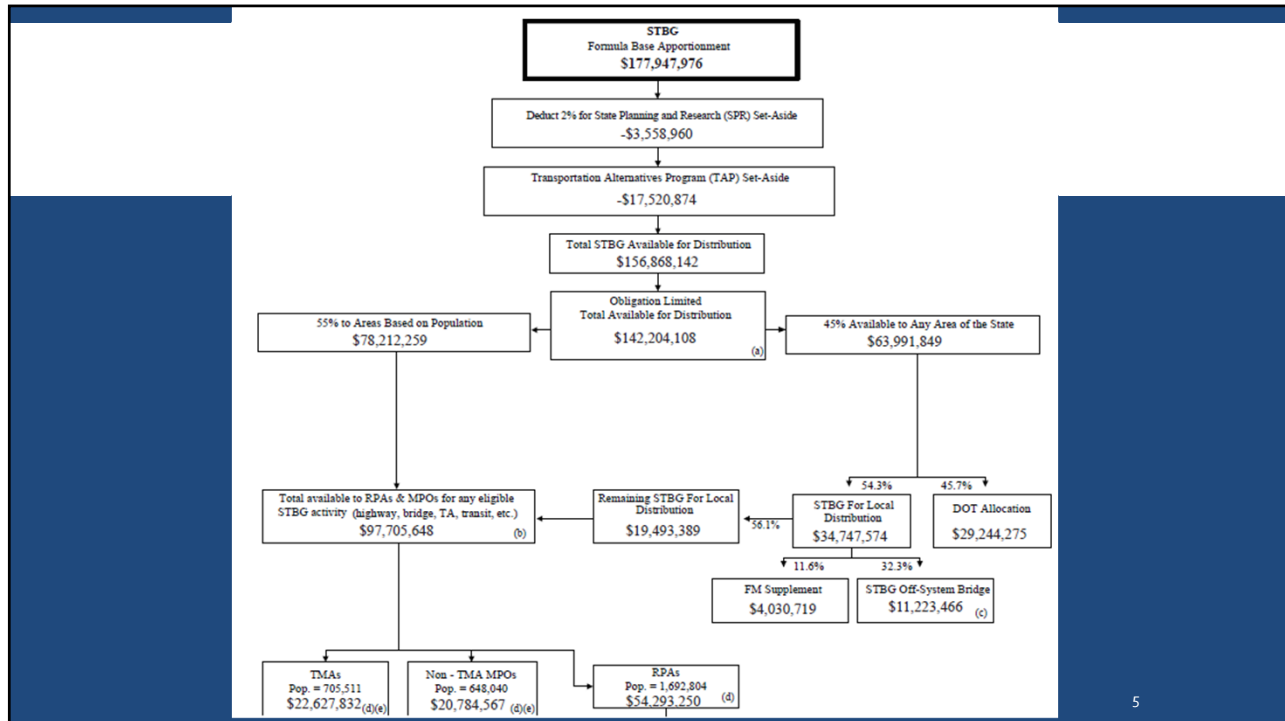 STBG
Formula Base Apportionment
$177,947,976
Deduct 2% for State Planning and Research (SPR) Set-Aside
-$3,558,960
Transportation Alternatives Program (TAP) Set-Aside
-$17,520,874
Total STBG Available for Distribution
$156,868,142
Obligation Limited
Total Available for Distribution
$142,204,108
(a)
55% to Areas Based on Population
$78,212,259
45% Available to Any Area of the State
$63,991,849
54.3%
45.7%
Total available to RPAs & MPOs for any eligible
STBG activity (highway, bridge, TA, transit, etc.)
$97,705,648
(b)
Remaining STBG For Local
Distribution
$19,493,389
56.1%
STBG For Local
Distribution
$34,747,574
DOT Allocation
$29,244,275
11.6%
32.3%
FM Supplement
$4,030,719
STBG Off-System Bridge
$11,223,466 (c)
TMAs
Pop. = 705,511
$22,627,832 (d)(e)
Non - TMA MPOs
Pop. = 648,040
$20,784,567 (d)(e)
RPAs
Pop. = 1,692,804
$54,293,250 (d)
5